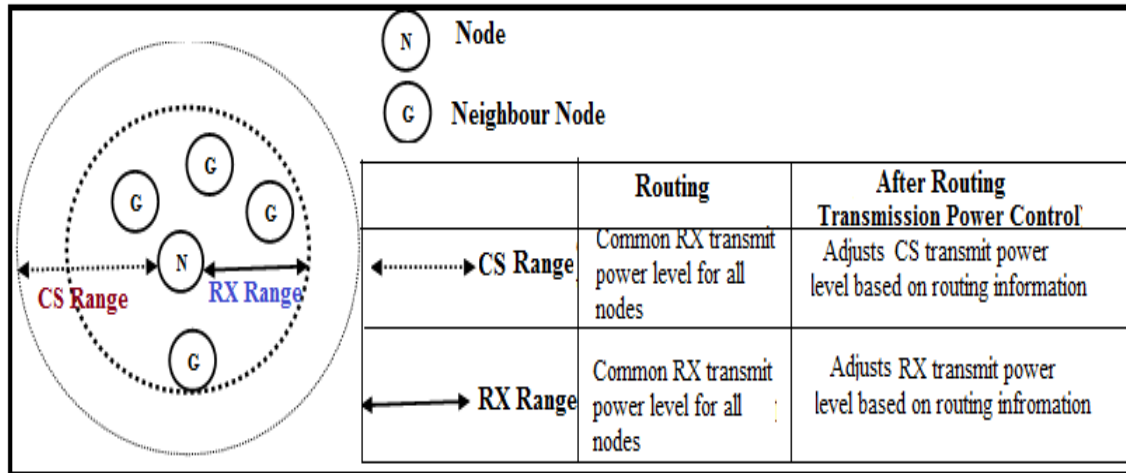 N
Node
G
Neighbour Node
G
G
G
N
CS Range
RX Range
G
Routing
After Routing
Transmission Power Control
CS Range
Common RX transmit
power level for all
nodes
Adjusts CS transmit power
level based on routing information
RX Range
Common RX transmit
power level for all
nodes
Adjusts RX transmit power
level based on routing infromation